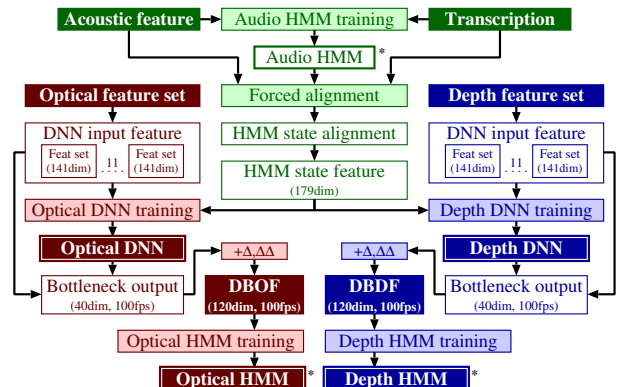 Acoustic feature
Audio HMM training
Transcription
Audio HMM *
Optical feature set
Forced alignment
Depth feature set
DNN input feature
HMM state alignment
DNN input feature
Feat set .11. Feat set
(141dim) . . . . (141dim)
HMM state feature
(179dim)
Feat set .11. Feat set
(141dim) . . . . (141dim)
Optical DNN training
Depth DNN training
Optical DNN
+Δ,ΔΔ
+Δ,ΔΔ
Depth DNN
Bottleneck output
(40dim, 100fps)
DBOF
(120dim, 100fps)
DBDF
(120dim, 100fps)
Bottleneck output
(40dim, 100fps)
Optical HMM training
Depth HMM training
Optical HMM *
Depth HMM *